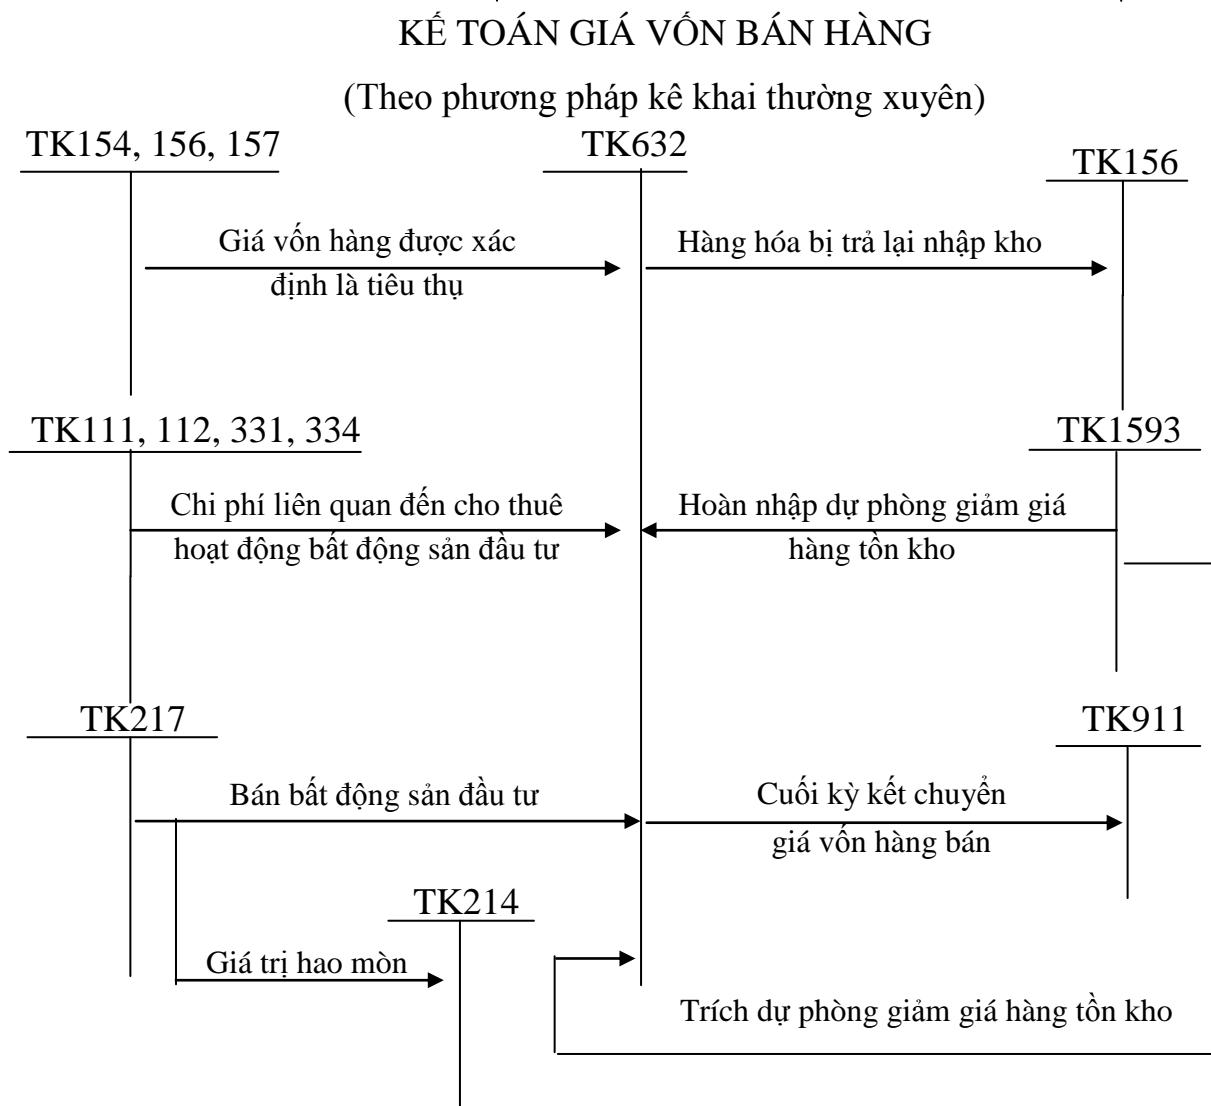 KẾ TOÁN GIÁ VỐN BÁN HÀNG
(Theo phương pháp kê khai thường xuyên)
TK154, 156, 157
TK632
TK156
Giá vốn hàng được xác
định là tiêu thụ
Hàng hóa bị trả lại nhập kho
TK111, 112, 331, 334
TK1593
Chi phí liên quan đến cho thuê
hoạt động bất động sản đầu tư
Hoàn nhập dự phòng giảm giá
hàng tồn kho
TK217
TK911
Bán bất động sản đầu tư
Cuối kỳ kết chuyển
giá vốn hàng bán
TK214
Giá trị hao mòn
Trích dự phòng giảm giá hàng tồn kho